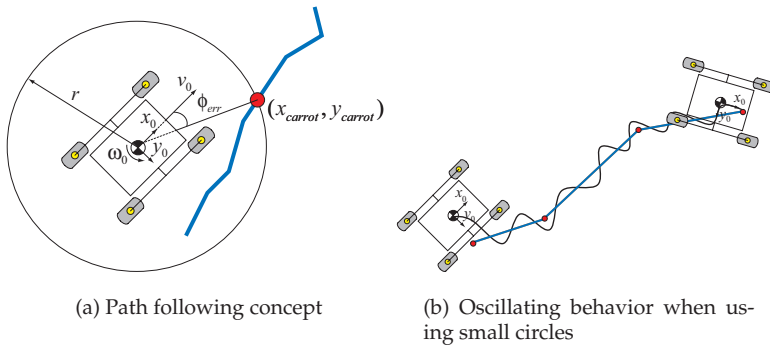 r
v₀
ϕerr
x₀
(xcarrot, ycarrot)
ω₀
y₀
x₀
y₀
x₀
y₀
(a) Path following concept
(b) Oscillating behavior when us-
ing small circles